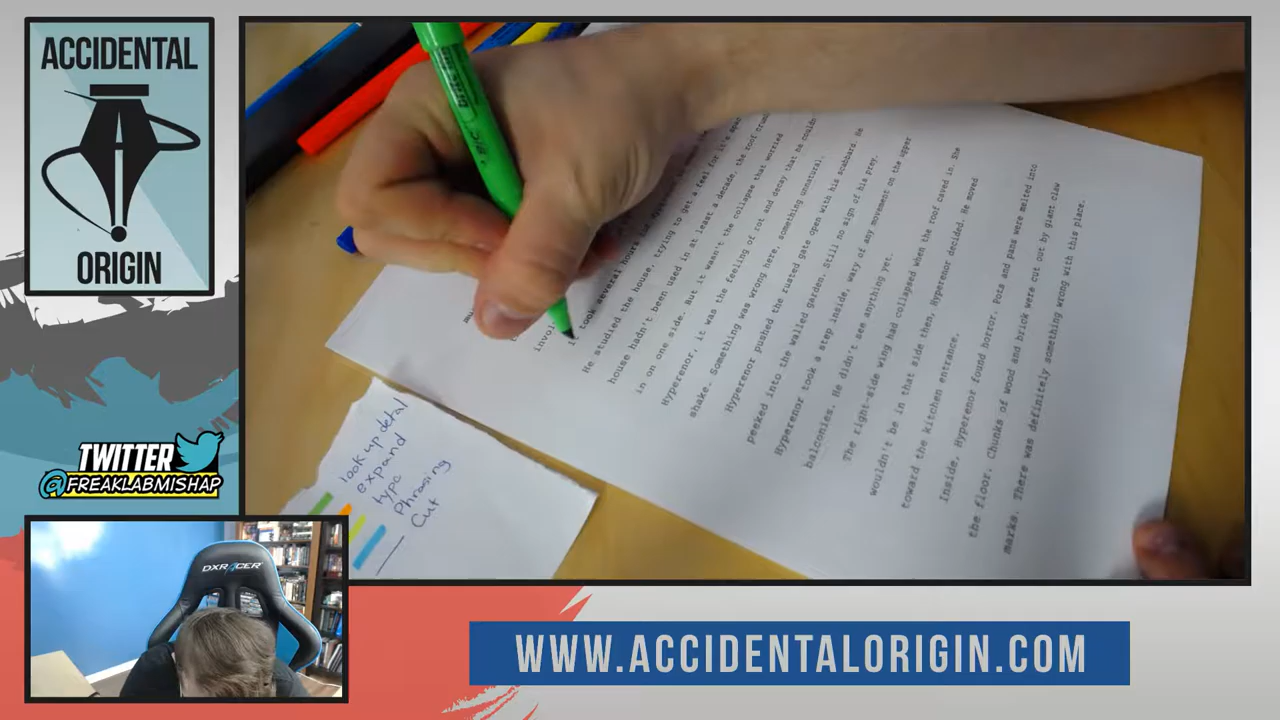 ACCIDENTAL
ORIGIN
TWITTER
@FREAKLABMISHAP
DXRACER
WWW.ACCIDENTALORIGIN.COM
Brite
BIC
took several hours
He studied the house, trying to get a feel for it's
house hadn't been used in at least a decade, the roof
in on one side. But it wasn't the collapse that worried
Hyperenor, it was the feeling of rot and decay that he
shake. Something was wrong here, something unnatural.
Hyperenor pushed the rusted gate open with his scabbard. He
peeked into the walled garden. Still no sign of his prey.
Hyperenor took a step inside, wary of any movement on the upper
balconies. He didn't see anything yet.
The right-side wing had collapsed when the roof caved in. She
wouldn't be in that side then, Hyperenor decided. He moved
toward the kitchen entrance.
Inside, Hyperenor found horror. Pots and pans were melted into
the floor. Chunks of wood and brick were cut out by giant claw
marks. There was definitely something wrong with this place.
look up detail
expand
typo
Phrasing
Cut